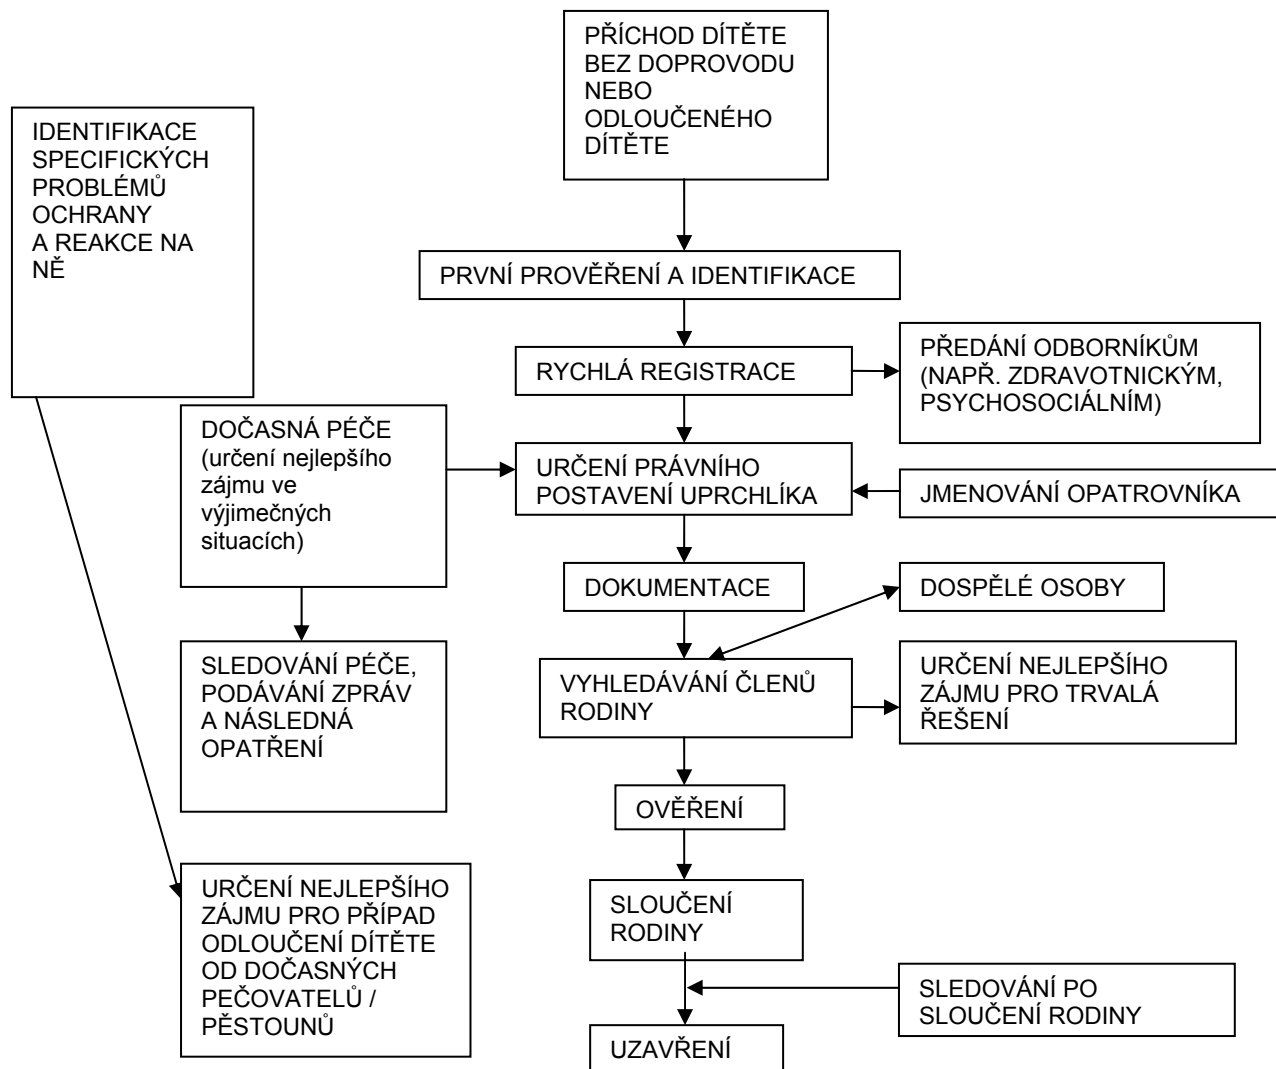 PŘÍCHOD DÍTĚTE
BEZ DOPROVODU
NEBO
ODLOUČENÉHO
DÍTĚTE
IDENTIFIKACE
SPECIFICKÝCH
PROBLÉMŮ
OCHRANY
A REAKCE NA
NĚ
PRVNÍ PROVĚŘENÍ A IDENTIFIKACE
RYCHLÁ REGISTRACE
PŘEDÁNÍ ODBORNÍKŮM
(NAPŘ. ZDRAVOTNICKÝM,
PSYCHOSOCIÁLNÍM)
DOČASNÁ PÉČE
(určení nejlepšího
zájmu ve
výjimečných
situacích)
URČENÍ PRÁVNÍHO
POSTAVENÍ UPRCHLÍKA
JMENOVÁNÍ OPATROVNÍKA
DOKUMENTACE
DOSPĚLÉ OSOBY
SLEDOVÁNÍ PÉČE,
PODÁVÁNÍ ZPRÁV
A NÁSLEDNÁ
OPATŘENÍ
VYHLEDÁVÁNÍ ČLENŮ
RODINY
URČENÍ NEJLEPŠÍHO
ZÁJMU PRO TRVALÁ
ŘEŠENÍ
OVĚŘENÍ
URČENÍ NEJLEPŠÍHO
ZÁJMU PRO PŘÍPAD
ODLOUČENÍ DÍTĚTE
OD DOČASNÝCH
PEČOVATELŮ /
PĚSTOUNŮ
SLOUČENÍ
RODINY
SLEDOVÁNÍ PO
SLOUČENÍ RODINY
UZAVŘENÍ